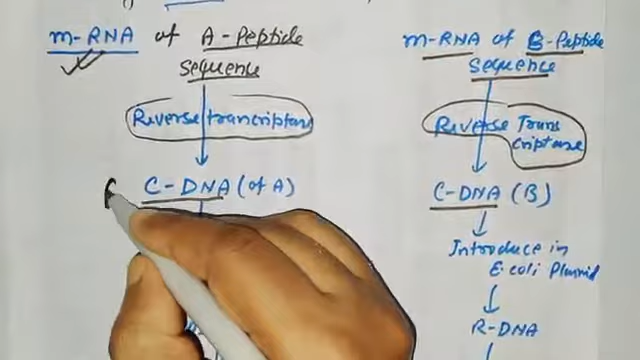 m-RNA of A-Peptide
Sequence
Reverse transcriptase
C-DNA (of A)
m-RNA of B-Peptide
Sequence
Reverse Trans
criptase
C-DNA (B)
Introduce in
E.coli Plasmid
R-DNA